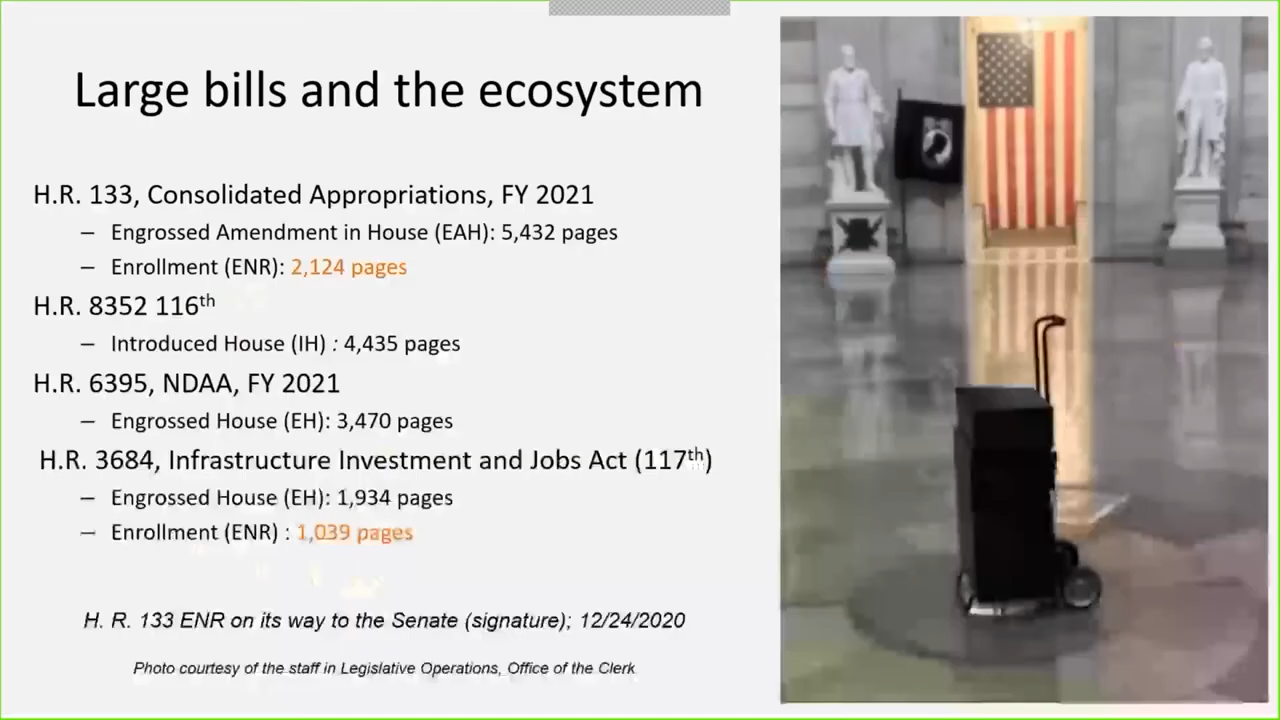 Large bills and the ecosystem
H.R. 133, Consolidated Appropriations, FY 2021
– Engrossed Amendment in House (EAH): 5,432 pages
– Enrollment (ENR): 2,124 pages
H.R. 8352 116th
– Introduced House (IH) : 4,435 pages
H.R. 6395, NDAA, FY 2021
– Engrossed House (EH): 3,470 pages
H.R. 3684, Infrastructure Investment and Jobs Act (117th)
– Engrossed House (EH): 1,934 pages
– Enrollment (ENR) : 1,039 pages
H. R. 133 ENR on its way to the Senate (signature); 12/24/2020
Photo courtesy of the staff in Legislative Operations, Office of the Clerk